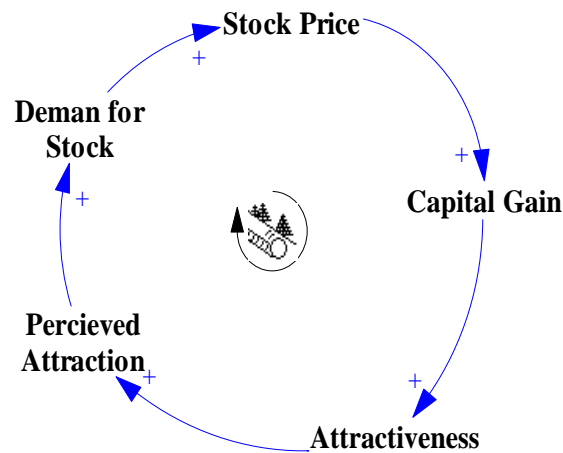 Stock Price
+
Deman for
Stock
+
Capital Gain
+
Percieved
Attraction
+
+
Attractiveness